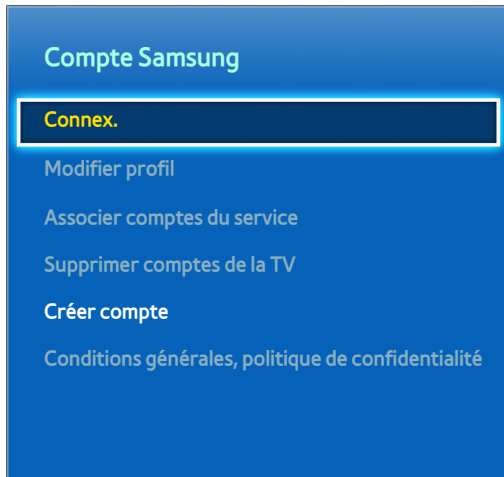 Compte Samsung
Connex.
Modifier profil
Associer comptes du service
Supprimer comptes de la TV
Créer compte
Conditions générales, politique de confidentialité